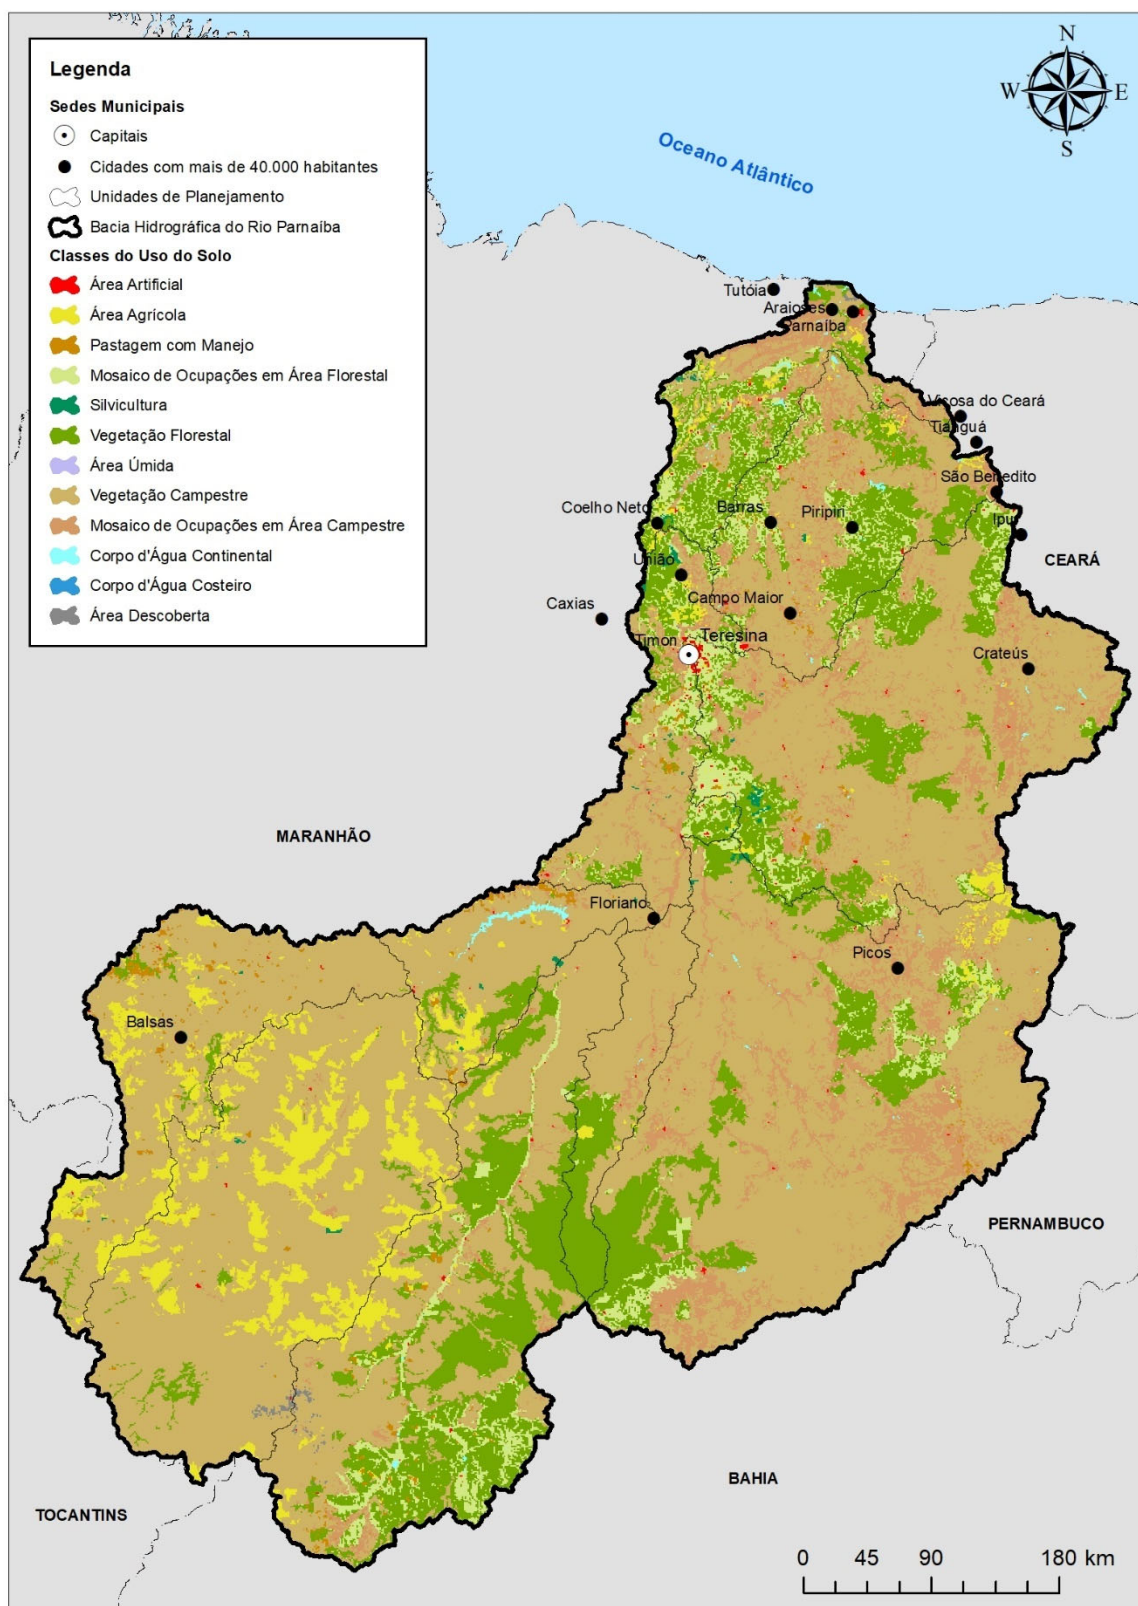 Legenda
Sedes Municipais
Capitais
Cidades com mais de 40.000 habitantes
Unidades de Planejamento
Bacia Hidrográfica do Rio Parnaíba
Classes do Uso do Solo
Área Artificial
Área Agrícola
Pastagem com Manejo
Mosaico de Ocupações em Área Florestal
Silvicultura
Vegetação Florestal
Área Úmida
Vegetação Campestre
Mosaico de Ocupações em Área Campestre
Corpo d'Água Continental
Corpo d'Água Costeiro
Área Descoberta
N
W E
S
Oceano Atlântico
Tutóia
Araioses
Parnaíba
Viçosa do Ceará
Tianguá
São Benedito
Ipu
Coelho Neto
Barras
Piripiri
CEARÁ
União
Caxias
Campo Maior
Timon
Teresina
Crateús
MARANHÃO
Floriano
Picos
Balsas
PERNAMBUCO
BAHIA
TOCANTINS
0 45 90 180 km